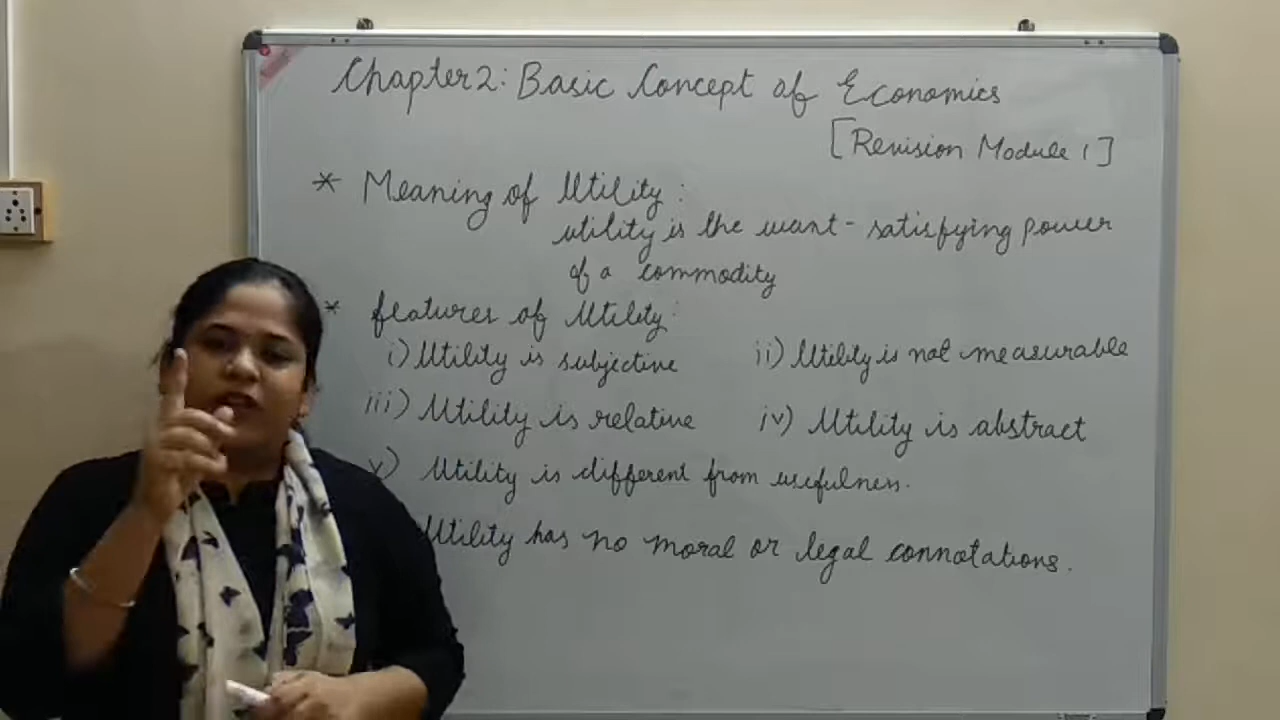 Chapter 2: Basic Concept of Economics
[Revision Module 1]
* Meaning of Utility:
utility is the want-satisfying power
of a commodity
* features of Utility:
i) Utility is subjective ii) Utility is not measurable
iii) Utility is relative iv) Utility is abstract
v) Utility is different from usefulness.
Utility has no moral or legal connotations.